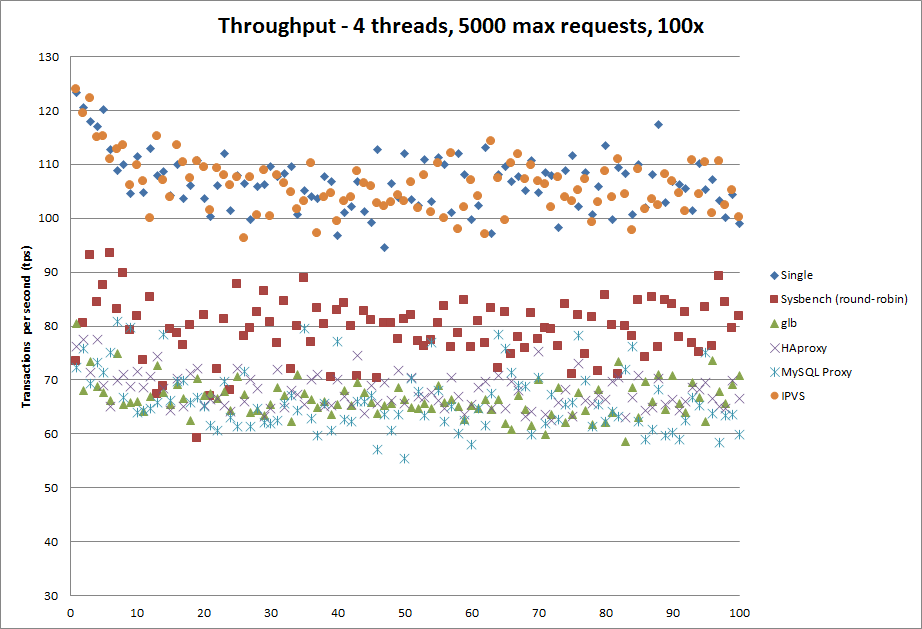 Throughput - 4 threads, 5000 max requests, 100x
Transactions per second (tps)
130
120
110
100
90
80
70
60
50
40
30
0 10 20 30 40 50 60 70 80 90 100
Single
Sysbench (round-robin)
glb
HAproxy
MySQL Proxy
IPVS